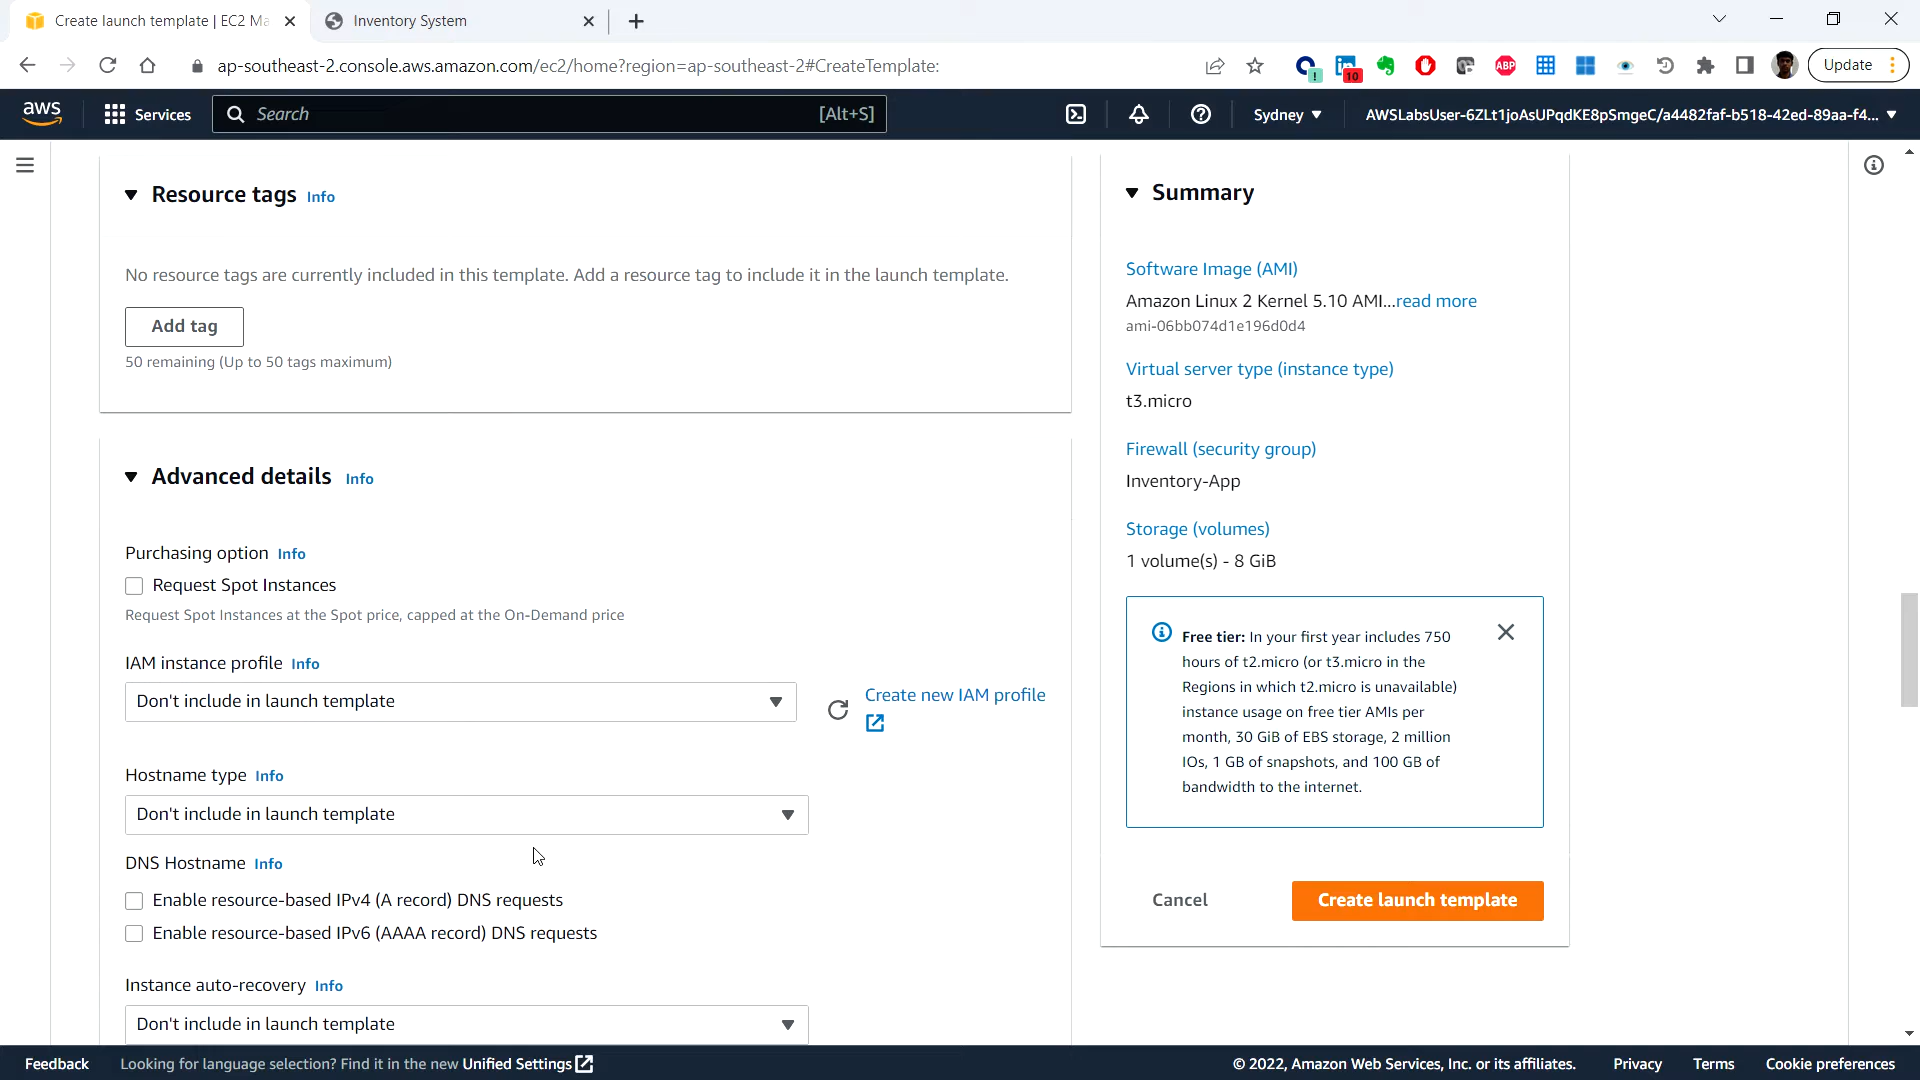 Create launch template | EC2 Ma
Inventory System
ap-southeast-2.console.aws.amazon.com/ec2/home?region=ap-southeast-2#CreateTemplate:
10
ABP
Update
aws
Services
Search
[Alt+S]
Sydney
AWSLabsUser-6ZLt1joAsUPqdKE8pSmgeC/a4482faf-b518-42ed-89aa-f4...
Resource tags Info
No resource tags are currently included in this template. Add a resource tag to include it in the launch template.
Add tag
50 remaining (Up to 50 tags maximum)
Advanced details Info
Purchasing option Info
Request Spot Instances
Request Spot Instances at the Spot price, capped at the On-Demand price
IAM instance profile Info
Don't include in launch template
Create new IAM profile
Hostname type Info
Don't include in launch template
DNS Hostname Info
Enable resource-based IPv4 (A record) DNS requests
Enable resource-based IPv6 (AAAA record) DNS requests
Instance auto-recovery Info
Don't include in launch template
Summary
Software Image (AMI)
Amazon Linux 2 Kernel 5.10 AMI...read more
ami-06bb074d1e196d0d4
Virtual server type (instance type)
t3.micro
Firewall (security group)
Inventory-App
Storage (volumes)
1 volume(s) - 8 GiB
Free tier: In your first year includes 750
hours of t2.micro (or t3.micro in the
Regions in which t2.micro is unavailable)
instance usage on free tier AMIs per
month, 30 GiB of EBS storage, 2 million
IOs, 1 GB of snapshots, and 100 GB of
bandwidth to the internet.
Cancel
Create launch template
Feedback
Looking for language selection? Find it in the new Unified Settings
© 2022, Amazon Web Services, Inc. or its affiliates.
Privacy
Terms
Cookie preferences